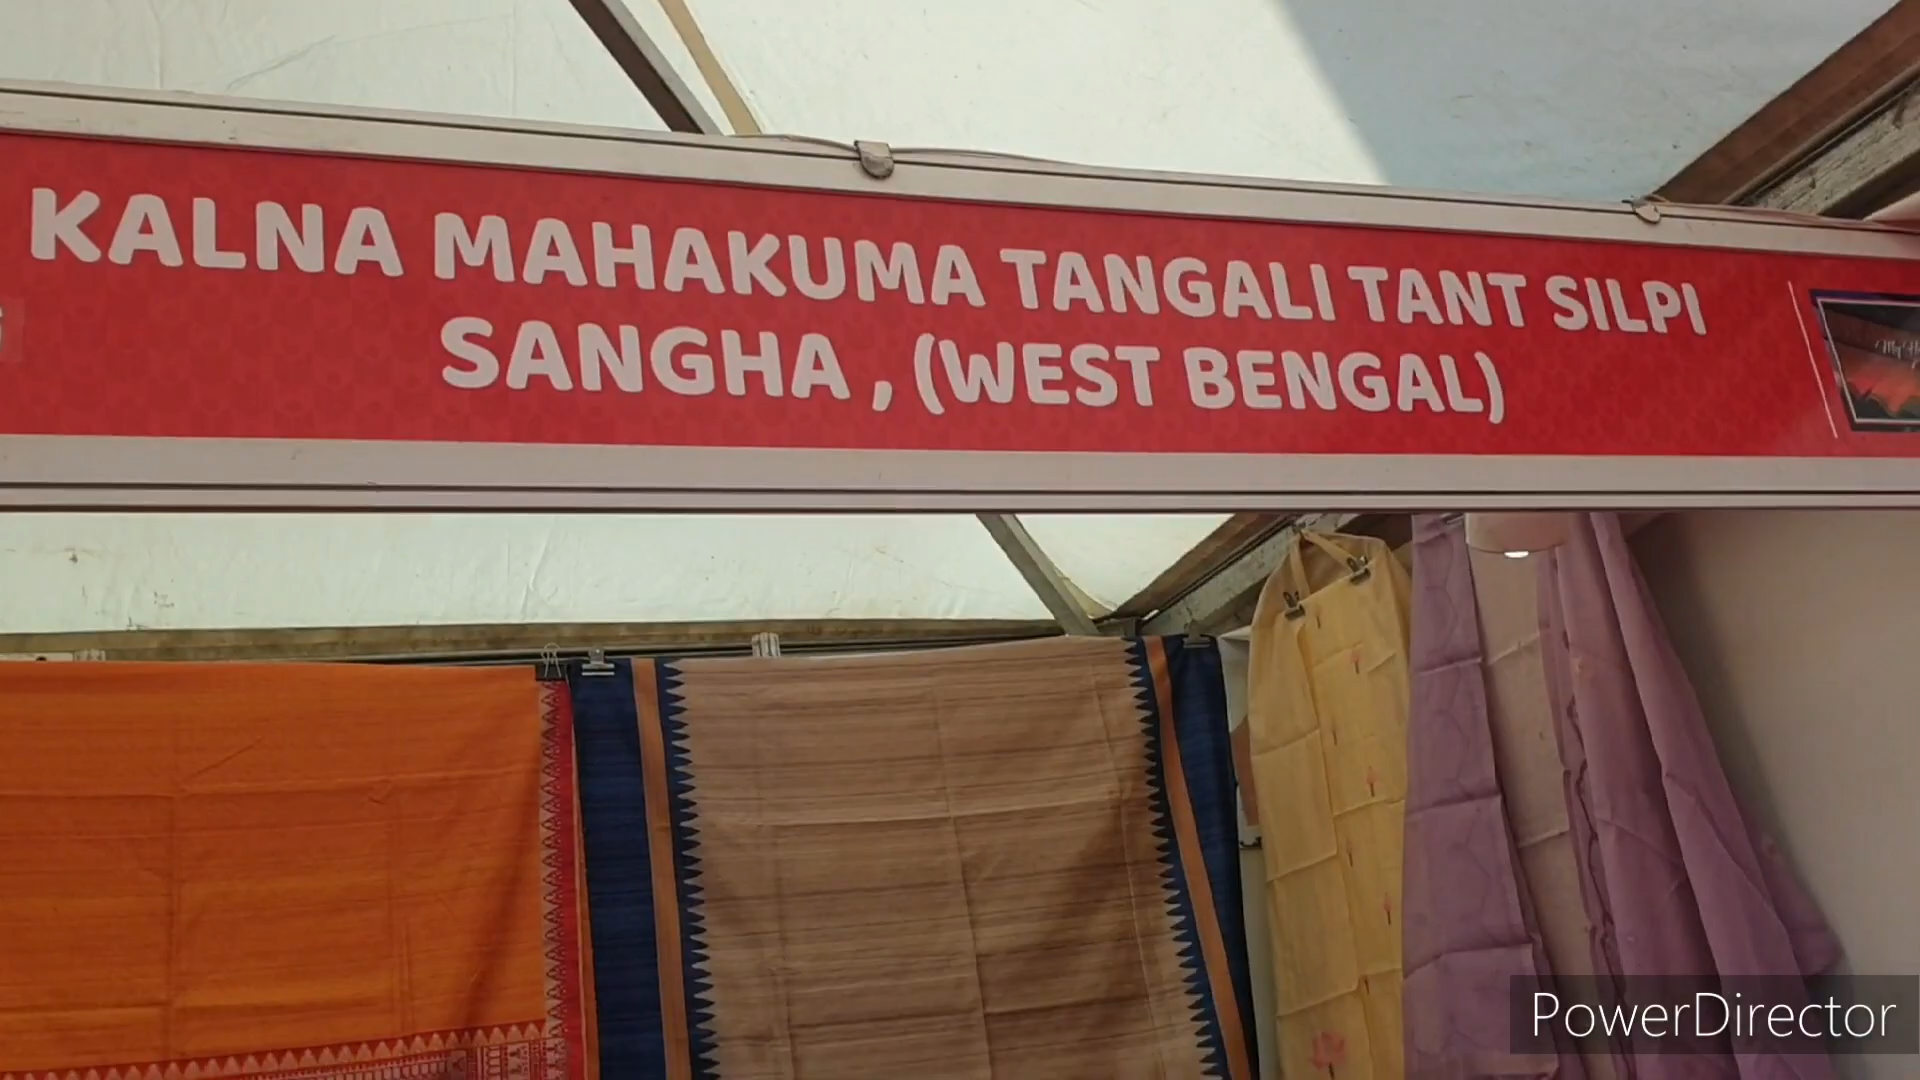 KALNA MAHAKUMA TANGALI TANT SILPI
SANGHA , (WEST BENGAL)
PowerDirector